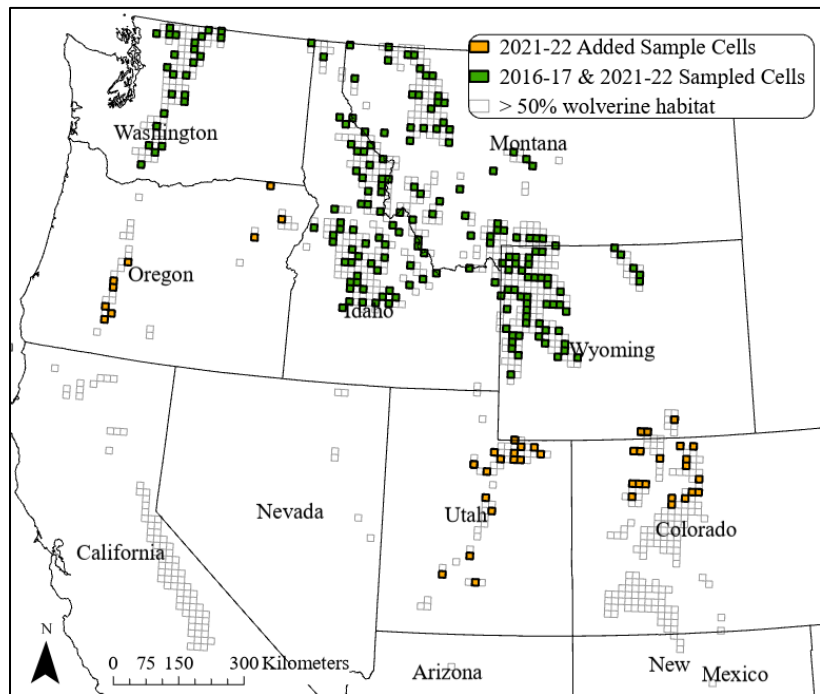 2021-22 Added Sample Cells
2016-17 & 2021-22 Sampled Cells
> 50% wolverine habitat
Washington
Montana
Oregon
Idaho
Wyoming
Nevada
Utah
Colorado
California
N
0 75 150 300 Kilometers
Arizona
New
Mexico